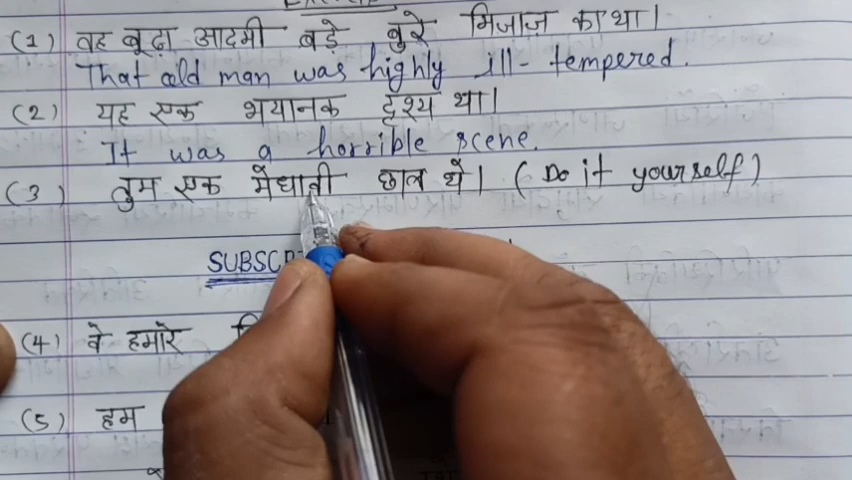 (1) वह बूढा आदमी बड़े बुरे मिजाज़ का था।
That old man was highly ill-tempered.
(2) यह एक भयानक दृश्य था।
It was a horrible scene.
(3) तुम एक मेधावी छात्र थे। (Do it yourself)
(4) वे हमारे
(5) हम